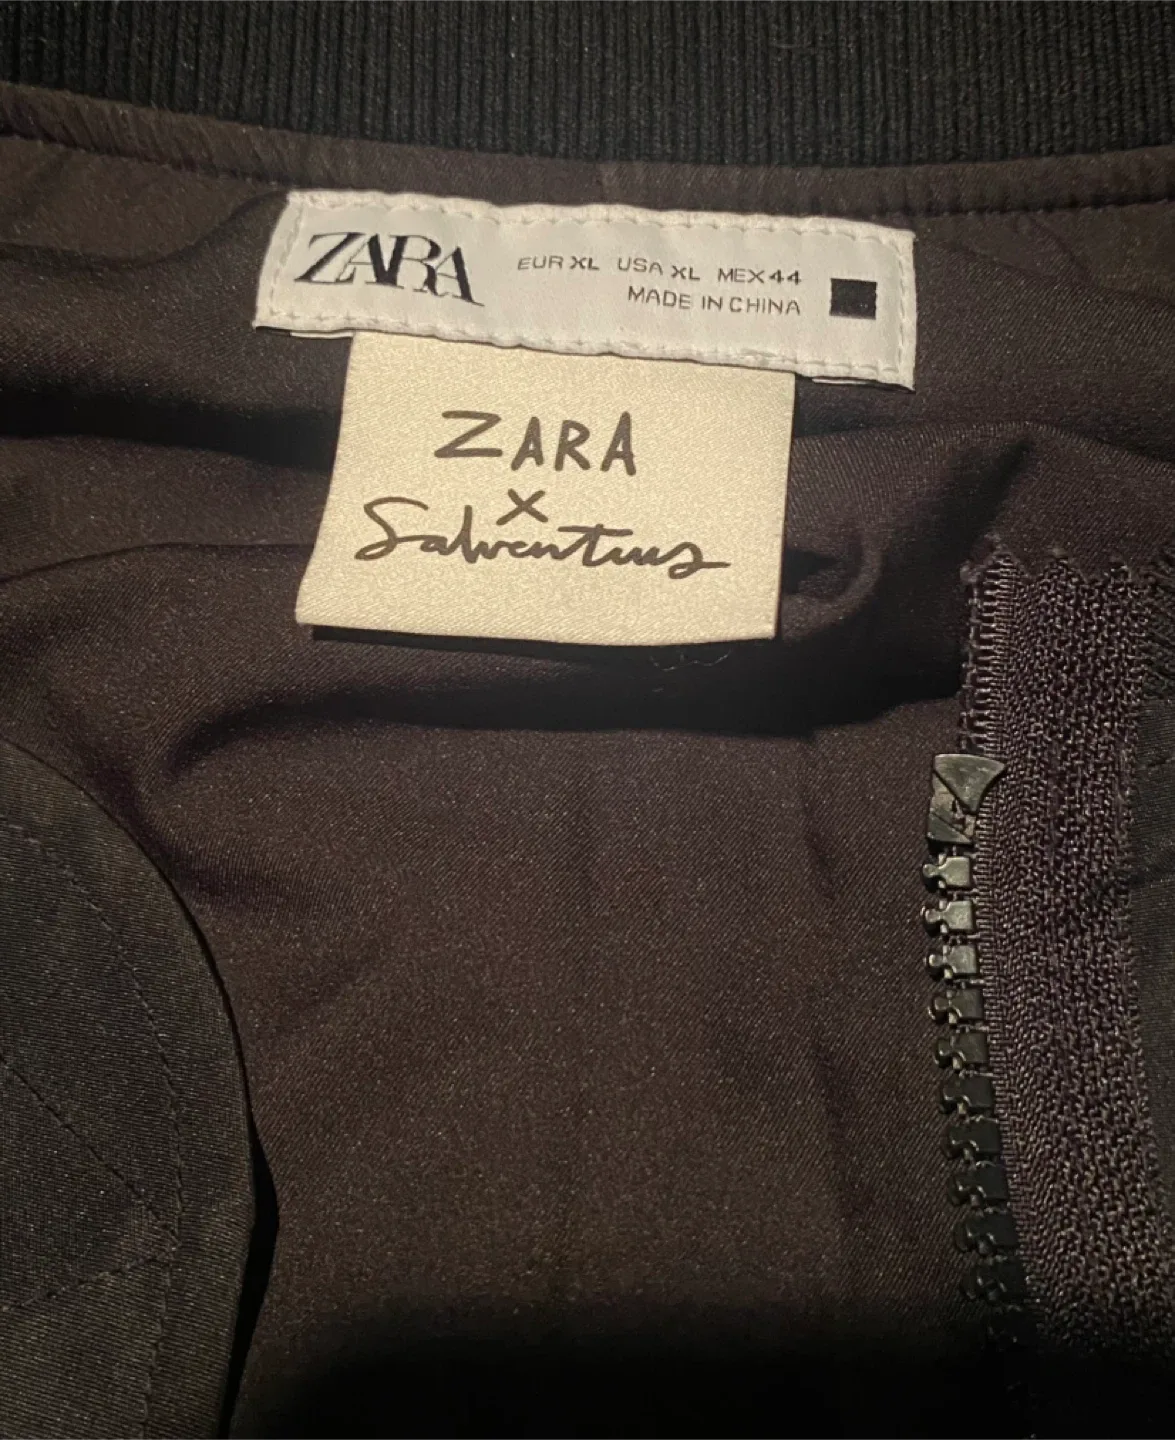 ZARA
EUR XL USA XL MEX 44
MADE IN CHINA
ZARA
X
Salventius